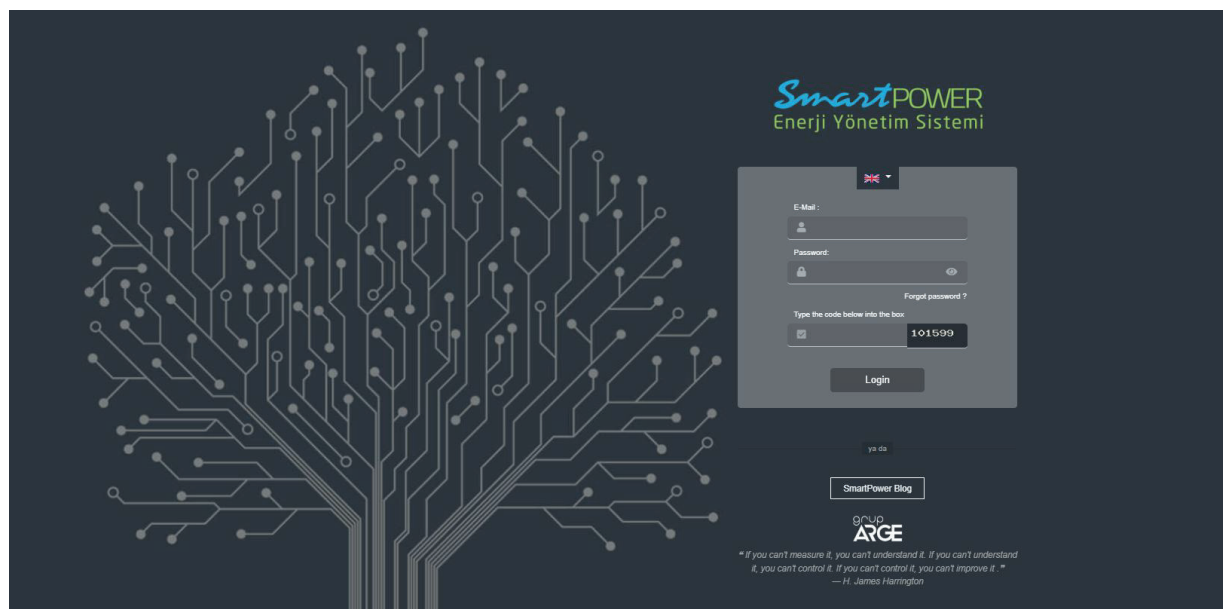 SmartPOWER
Enerji Yönetim Sistemi
E-Mail :
Password:
Forgot password ?
Type the code below into the box
101599
Login
ya da
SmartPower Blog
grup
ARGE
❝ If you can't measure it, you can't understand it. If you can't understand
it, you can't control it. If you can't control it, you can't improve it . ❞
— H. James Harrington